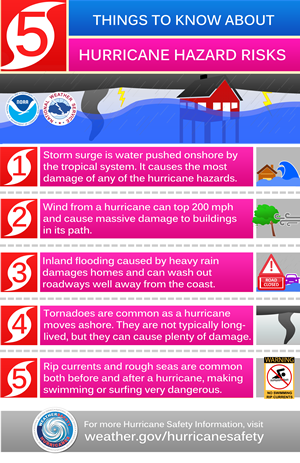 5
THINGS TO KNOW ABOUT
HURRICANE HAZARD RISKS
NOAA
NATIONAL WEATHER SERVICE
1
Storm surge is water pushed onshore by
the tropical system. It causes the most
damage of any of the hurricane hazards.
2
Wind from a hurricane can top 200 mph
and cause massive damage to buildings
in its path.
3
Inland flooding caused by heavy rain
damages homes and can wash out
roadways well away from the coast.
ROAD
CLOSED
4
Tornadoes are common as a hurricane
moves ashore. They are not typically long-
lived, but they can cause plenty of damage.
5
Rip currents and rough seas are common
both before and after a hurricane, making
swimming or surfing very dangerous.
WARNING
NO SWIMMING
RIP CURRENTS
For more Hurricane Safety Information, visit
weather.gov/hurricanesafety